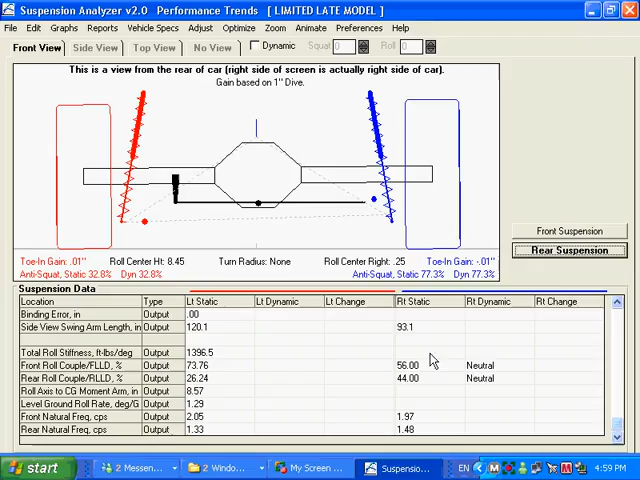 Suspension Analyzer v2.0   Performance Trends   [ LIMITED LATE MODEL ]
File Edit Graphs Reports Vehicle Specs Adjust Optimize Zoom Animate Preferences Help
Front View Side View Top View No View Dynamic Squat 0 Roll 0
This is a view from the rear of car (right side of screen is actually right side of car).
Gain based on 1" Dive.
Toe-In Gain: .01" Roll Center Ht: 8.45 Turn Radius: None Roll Center Right: .25 Toe-In Gain: -.01"
Anti-Squat, Static 32.8% Dyn 32.8% Anti-Squat, Static 77.3% Dyn 77.3%
Front Suspension
Rear Suspension
Suspension Data
Location Type Lt Static Lt Dynamic Lt Change Rt Static Rt Dynamic Rt Change
Binding Error, in Output .00
Side View Swing Arm Length, in Output 120.1 93.1
Total Roll Stiffness, ft-lbs/deg Output 1396.5
Front Roll Couple/FLLD, % Output 73.76 56.00 Neutral
Rear Roll Couple/RLLD, % Output 26.24 44.00 Neutral
Roll Axis to CG Moment Arm, in Output 8.57
Level Ground Roll Rate, deg/G Output 1.29
Front Natural Freq, cps Output 2.05 1.97
Rear Natural Freq, cps Output 1.33 1.48
start 2 Messen... 2 Window... My Screen ... Suspensio... EN 4:59 PM